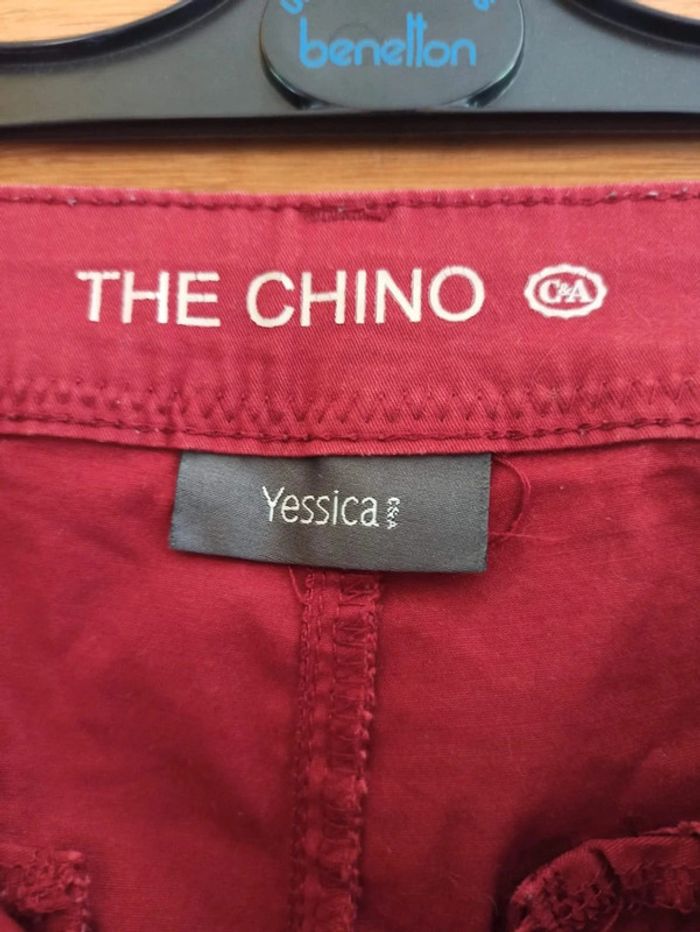 benetton
THE CHINO C&A
Yessica C&A